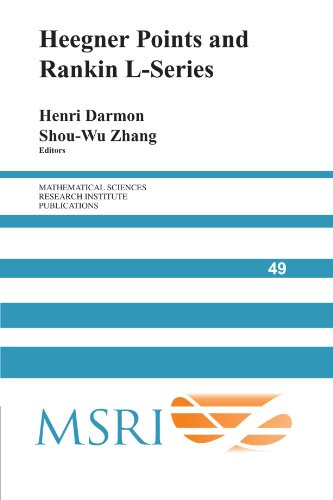 Heegner Points and
Rankin L-Series
Henri Darmon
Shou-Wu Zhang
Editors
MATHEMATICAL SCIENCES
RESEARCH INSTITUTE
PUBLICATIONS
49
MSRI